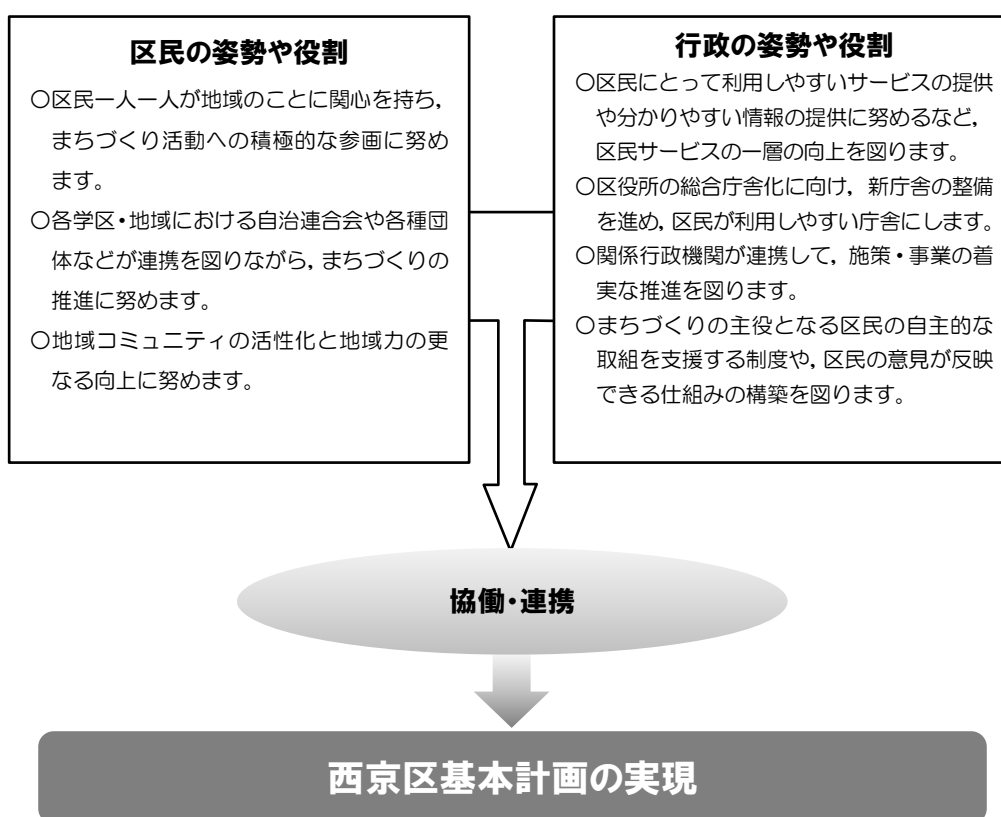 区民の姿勢や役割
○区民一人一人が地域のことに関心を持ち，
まちづくり活動への積極的な参画に努め
ます。
○各学区・地域における自治連合会や各種団
体などが連携を図りながら，まちづくりの
推進に努めます。
○地域コミュニティの活性化と地域力の更
なる向上に努めます。
行政の姿勢や役割
○区民にとって利用しやすいサービスの提供
や分かりやすい情報の提供に努めるなど，
区民サービスの一層の向上を図ります。
○区役所の総合庁舎化に向け，新庁舎の整備
を進め，区民が利用しやすい庁舎にします。
○関係行政機関が連携して，施策・事業の着
実な推進を図ります。
○まちづくりの主役となる区民の自主的な
取組を支援する制度や，区民の意見が反映
できる仕組みの構築を図ります。
協働・連携
西京区基本計画の実現